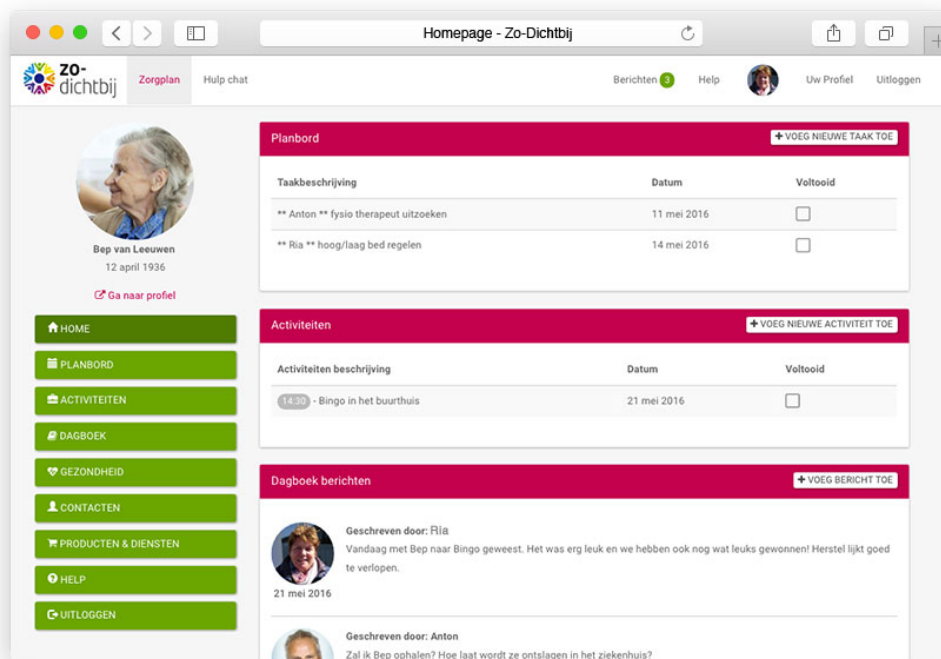 Homepage - Zo-Dichtbij
zo-
dichtbij
Zorgplan
Hulp chat
Berichten 3
Help
Uw Profiel
Uitloggen
Bep van Leeuwen
12 april 1936
Ga naar profiel
HOME
PLANBORD
ACTIVITEITEN
DAGBOEK
GEZONDHEID
CONTACTEN
PRODUCTEN & DIENSTEN
HELP
UITLOGGEN
Planbord
VOEG NIEUWE TAAK TOE
Taakbeschrijving Datum Voltooid
** Anton ** fysio therapeut uitzoeken 11 mei 2016
** Ria ** hoog/laag bed regelen 14 mei 2016
Activiteiten
VOEG NIEUWE ACTIVITEIT TOE
Activiteiten beschrijving Datum Voltooid
14:30 - Bingo in het buurthuis 21 mei 2016
Dagboek berichten
VOEG BERICHT TOE
Geschreven door: Ria
Vandaag met Bep naar Bingo geweest. Het was erg leuk en we hebben ook nog wat leuks gewonnen! Herstel lijkt goed
te verlopen.
21 mei 2016
Geschreven door: Anton
Zal ik Bep ophalen? Hoe laat wordt ze ontslagen in het ziekenhuis?